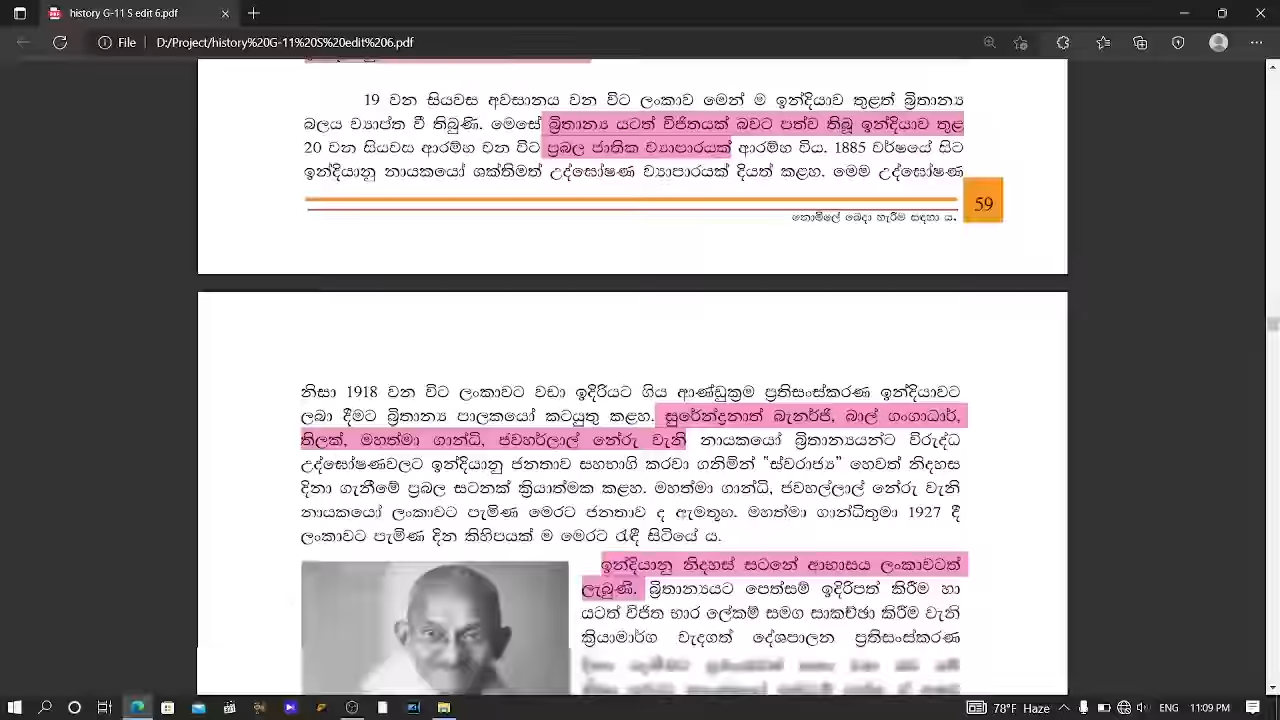 history G-11 S edit 6.pdf
File D:/Project/history%20G-11%20S%20edit%206.pdf
19 වන සියවස අවසානය වන විට ලංකාව මෙන් ම ඉන්දියාව තුළත් බ්‍රිතාන්‍ය
බලය ව්‍යාප්ත වී තිබුණි. මෙසේ බ්‍රිතාන්‍ය යටත් විජිතයක් බවට පත්ව තිබූ ඉන්දියාව තුළ
20 වන සියවස ආරම්භ වන විට ප්‍රබල ජාතික ව්‍යාපාරයක් ආරම්භ විය. 1885 වර්ෂයේ සිට
ඉන්දියානු නායකයෝ ශක්තිමත් උද්ඝෝෂණ ව්‍යාපාරයක් දියත් කළහ. මෙම උද්ඝෝෂණ
59
නොමිලේ බෙදා හැරීම සඳහා ය.
නිසා 1918 වන විට ලංකාවට වඩා ඉදිරියට ගිය ආණ්ඩුක්‍රම ප්‍රතිසංස්කරණ ඉන්දියාවට
ලබා දීමට බ්‍රිතාන්‍ය පාලකයෝ කටයුතු කළහ. සුරේන්ද්‍රනාත් බැනර්ජි, බාල් ගංගාධාර්,
තිලක්, මහත්මා ගාන්ධි, ජවහර්ලාල් නේරු වැනි නායකයෝ බ්‍රිතාන්‍යයන්ට විරුද්ධ
උද්ඝෝෂණවලට ඉන්දියානු ජනතාව සහභාගි කරවා ගනිමින් "ස්වරාජ්‍ය" හෙවත් නිදහස
දිනා ගැනීමේ ප්‍රබල සටනක් ක්‍රියාත්මක කළහ. මහත්මා ගාන්ධි, ජවහල්ලාල් නේරු වැනි
නායකයෝ ලංකාවට පැමිණ මෙරට ජනතාව ද ඇමතූහ. මහත්මා ගාන්ධිතුමා 1927 දී
ලංකාවට පැමිණ දින කිහිපයක් ම මෙරට රැඳී සිටියේ ය.
ඉන්දියානු නිදහස් සටනේ ආභාසය ලංකාවටත්
ලැබුණි. බ්‍රිතාන්‍යයට පෙත්සම් ඉදිරිපත් කිරීම හා
යටත් විජිත භාර ලේකම් සමග සාකච්ඡා කිරීම වැනි
ක්‍රියාමාර්ග වැදගත් දේශපාලන ප්‍රතිසංස්කරණ
78°F Haze ENG 11:09 PM